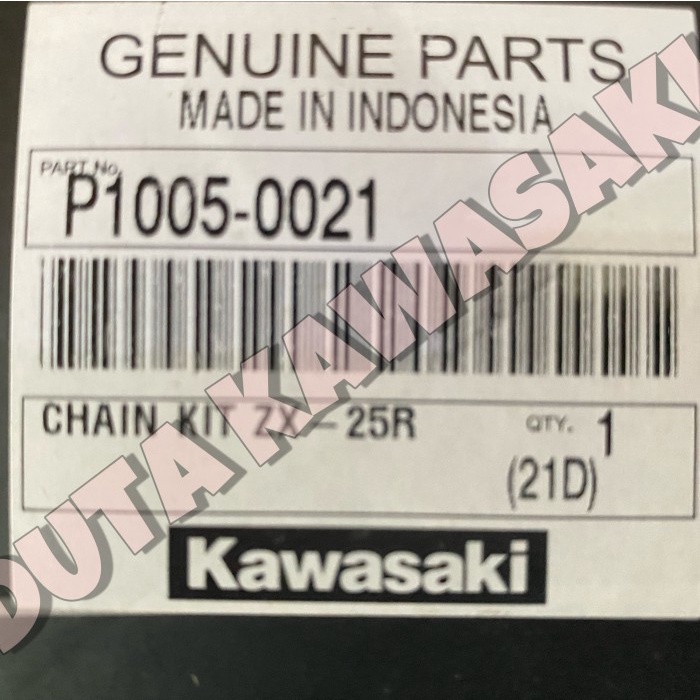 GENUINE PARTS
MADE IN INDONESIA
PART No.
P1005-0021
CHAIN KIT ZX-25R
QTY. 1
(21D)
Kawasaki
DUTA KAWASAKI